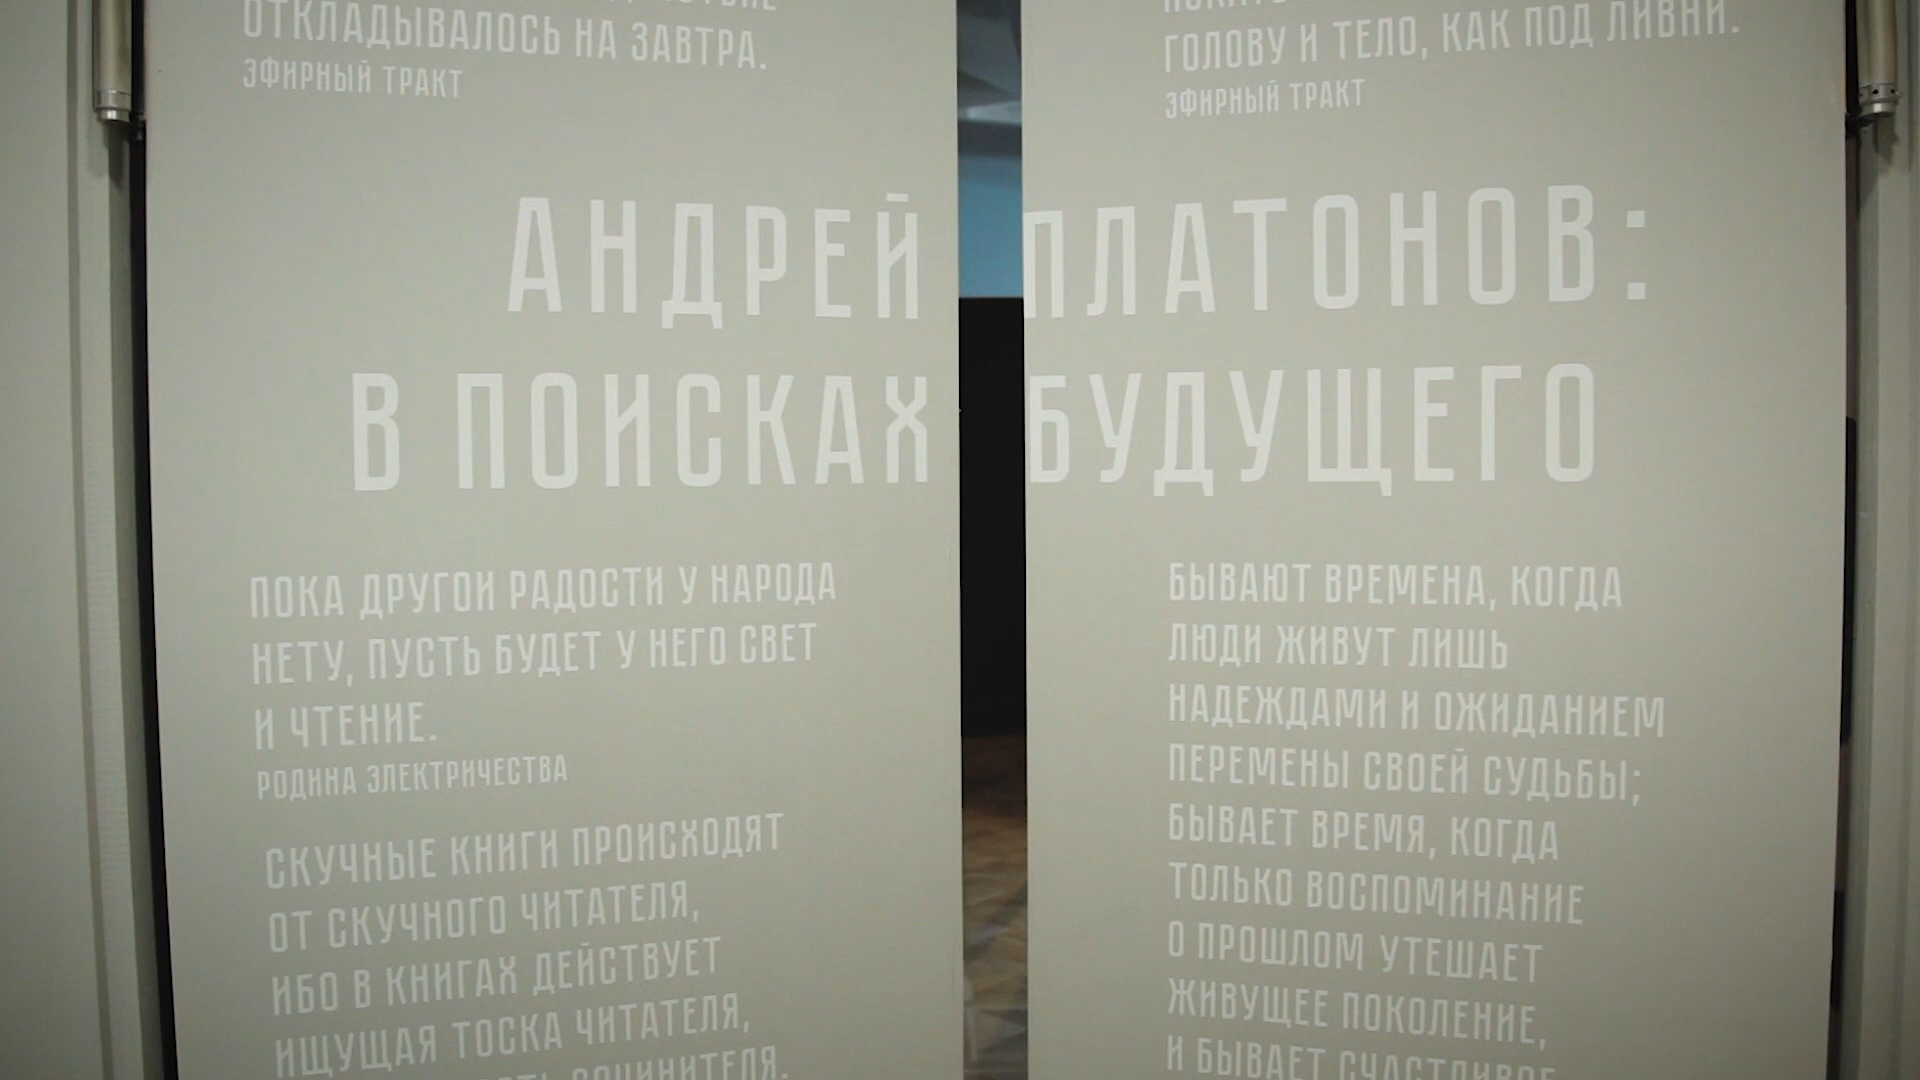 ОТКЛАДЫВАЛОСЬ НА ЗАВТРА.
ЭФИРНЫЙ ТРАКТ
ГОЛОВУ И ТЕЛО, КАК ПОД ЛИВНИ.
ЭФИРНЫЙ ТРАКТ
АНДРЕЙ ПЛАТОНОВ:
В ПОИСКАХ БУДУЩЕГО
ПОКА ДРУГОЙ РАДОСТИ У НАРОДА
НЕТУ, ПУСТЬ БУДЕТ У НЕГО СВЕТ
И ЧТЕНИЕ.
РОДИНА ЭЛЕКТРИЧЕСТВА
СКУЧНЫЕ КНИГИ ПРОИСХОДЯТ
ОТ СКУЧНОГО ЧИТАТЕЛЯ,
ИБО В КНИГАХ ДЕЙСТВУЕТ
ИЩУЩАЯ ТОСКА ЧИТАТЕЛЯ,
СОЧИНИТЕЛЯ.
БЫВАЮТ ВРЕМЕНА, КОГДА
ЛЮДИ ЖИВУТ ЛИШЬ
НАДЕЖДАМИ И ОЖИДАНИЕМ
ПЕРЕМЕНЫ СВОЕЙ СУДЬБЫ;
БЫВАЕТ ВРЕМЯ, КОГДА
ТОЛЬКО ВОСПОМИНАНИЕ
О ПРОШЛОМ УТЕШАЕТ
ЖИВУЩЕЕ ПОКОЛЕНИЕ,
И БЫВАЕТ СЧАСТЛИВОЕ